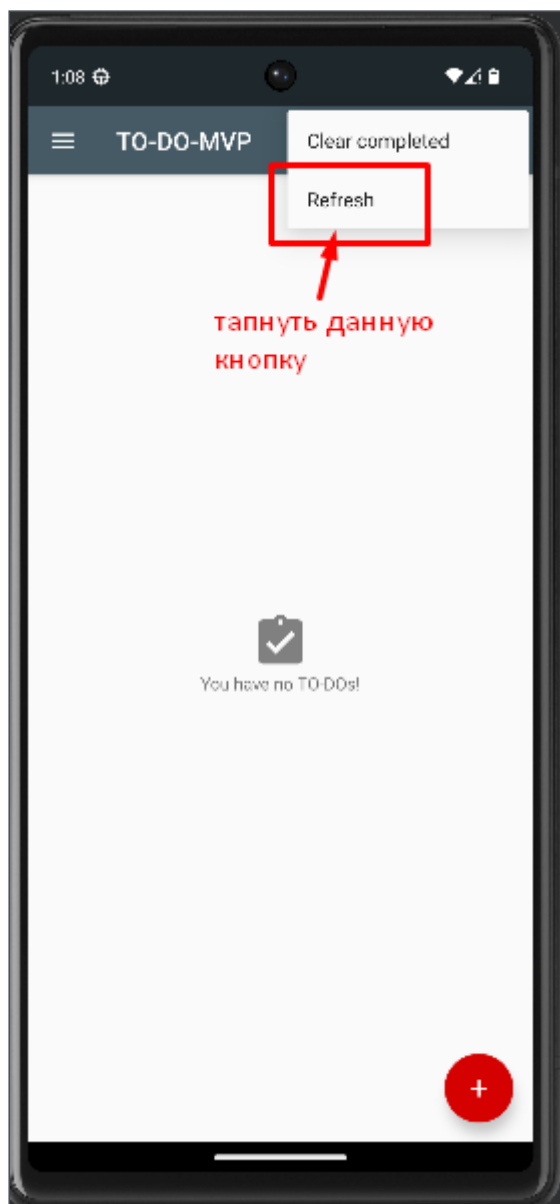 1:08
TO-DO-MVP
Clear completed
Refresh
тапнуть данную
кнопку
You have no TO-DOs!
+